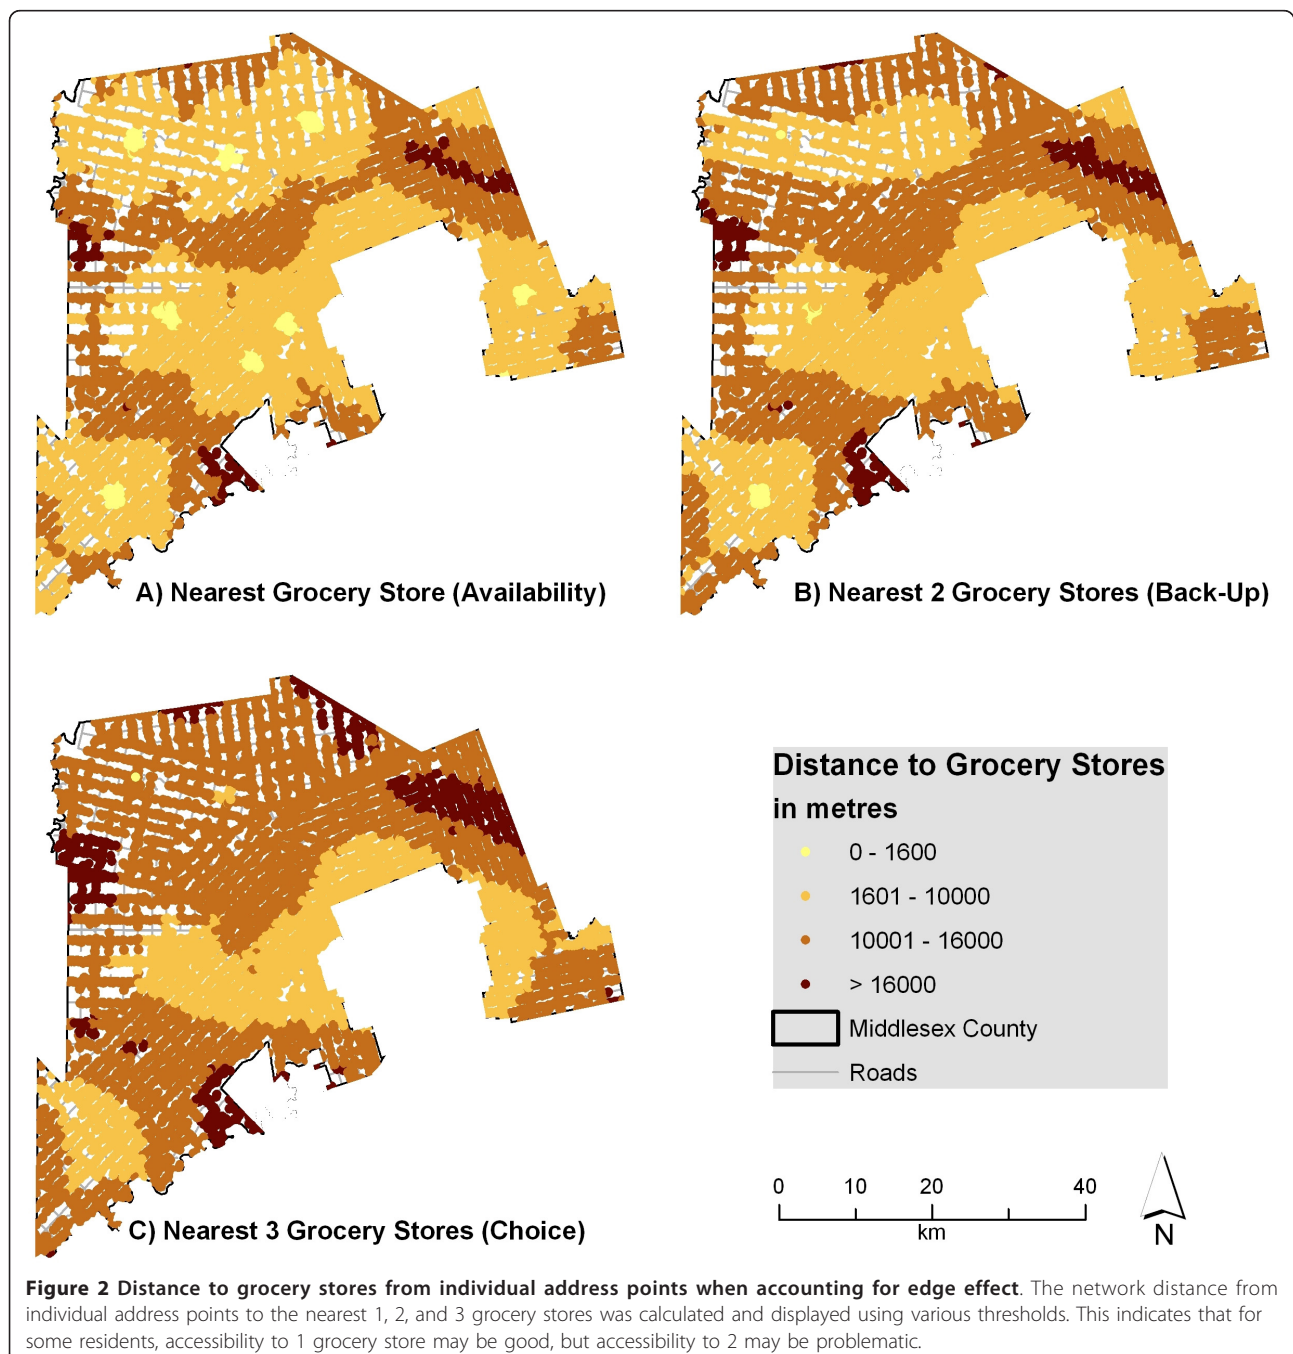 A) Nearest Grocery Store (Availability)
B) Nearest 2 Grocery Stores (Back-Up)
C) Nearest 3 Grocery Stores (Choice)
Distance to Grocery Stores
in metres
0 - 1600
1601 - 10000
10001 - 16000
> 16000
Middlesex County
Roads
0 10 20 40
km
N
Figure 2 Distance to grocery stores from individual address points when accounting for edge effect. The network distance from
individual address points to the nearest 1, 2, and 3 grocery stores was calculated and displayed using various thresholds. This indicates that for
some residents, accessibility to 1 grocery store may be good, but accessibility to 2 may be problematic.